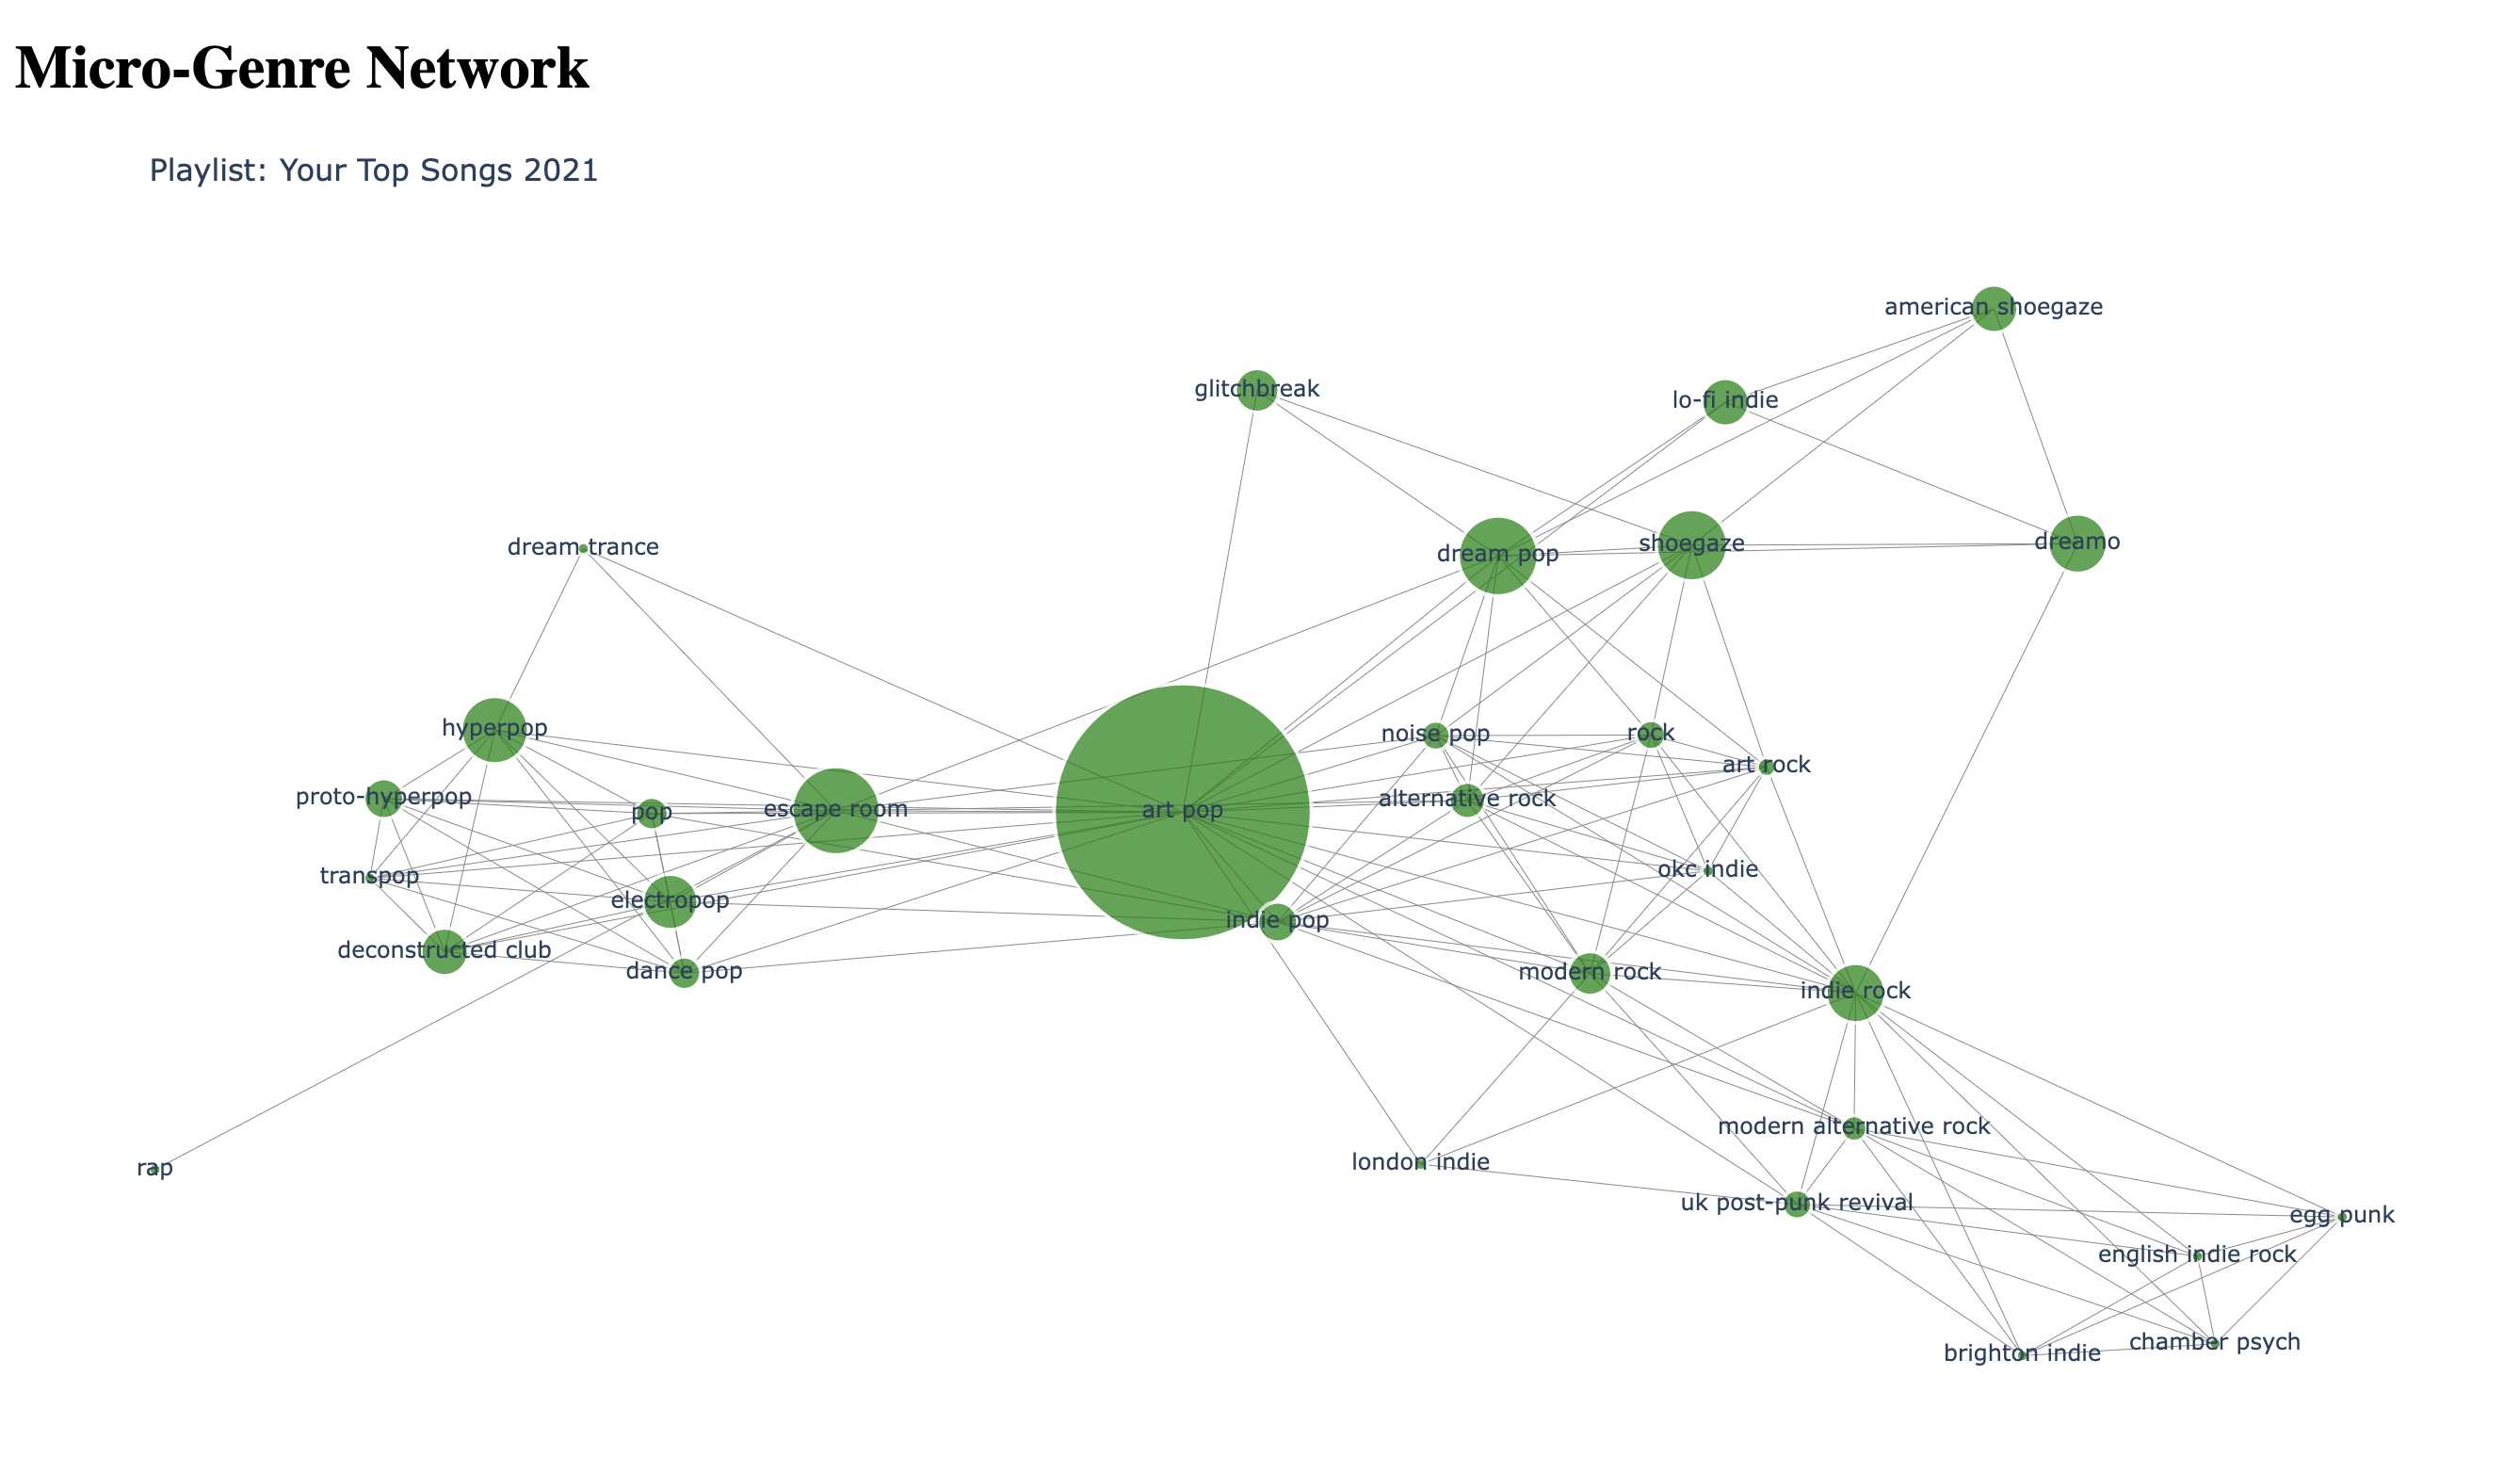 Micro-Genre Network
Playlist: Your Top Songs 2021
american shoegaze
glitchbreak
lo-fi indie
dream trance
dream pop
shoegaze
dreamo
hyperpop
noise pop
rock
art rock
proto-hyperpop
pop
escape room
art pop
alternative rock
transpop
okc indie
electropop
indie pop
deconstructed club
dance pop
modern rock
indie rock
modern alternative rock
rap
london indie
uk post-punk revival
egg punk
english indie rock
chamber psych
brighton indie